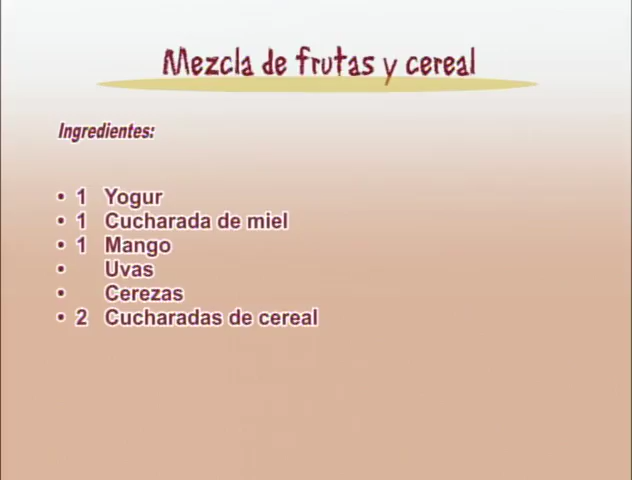 Mezcla de frutas y cereal
Ingredientes:
• 1 Yogur
• 1 Cucharada de miel
• 1 Mango
• Uvas
• Cerezas
• 2 Cucharadas de cereal